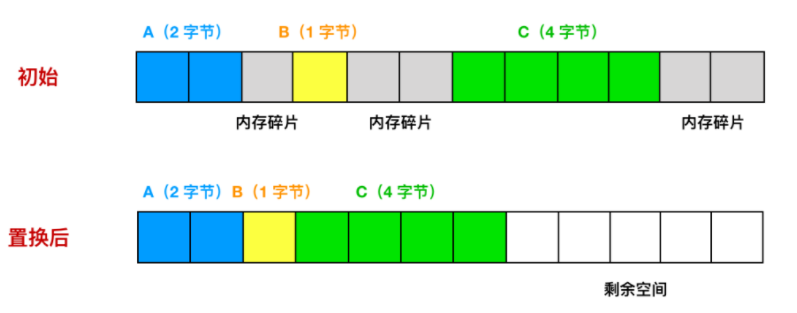 A（2 字节）
B（1 字节）
C（4 字节）
初始
内存碎片
内存碎片
内存碎片
A（2 字节）
B（1 字节）
C（4 字节）
置换后
剩余空间